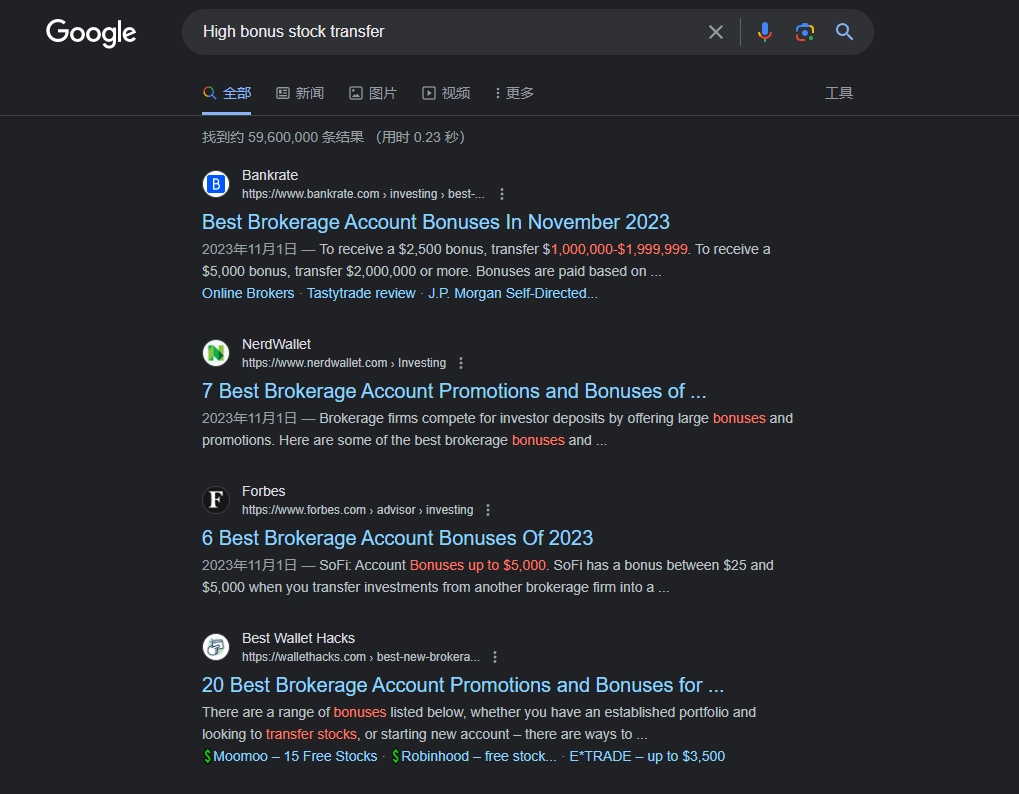 Google
High bonus stock transfer
全部 新闻 图片 视频 更多 工具
找到约 59,600,000 条结果 （用时 0.23 秒）
B
Bankrate
https://www.bankrate.com › investing › best-...
Best Brokerage Account Bonuses In November 2023
2023年11月1日 — To receive a $2,500 bonus, transfer $1,000,000-$1,999,999. To receive a
$5,000 bonus, transfer $2,000,000 or more. Bonuses are paid based on ...
Online Brokers · Tastytrade review · J.P. Morgan Self-Directed...
N
NerdWallet
https://www.nerdwallet.com › Investing
7 Best Brokerage Account Promotions and Bonuses of ...
2023年11月1日 — Brokerage firms compete for investor deposits by offering large bonuses and
promotions. Here are some of the best brokerage bonuses and ...
F
Forbes
https://www.forbes.com › advisor › investing
6 Best Brokerage Account Bonuses Of 2023
2023年11月1日 — SoFi: Account Bonuses up to $5,000. SoFi has a bonus between $25 and
$5,000 when you transfer investments from another brokerage firm into a ...
Best Wallet Hacks
https://wallethacks.com › best-new-brokera...
20 Best Brokerage Account Promotions and Bonuses for ...
There are a range of bonuses listed below, whether you have an established portfolio and
looking to transfer stocks, or starting new account – there are ways to ...
💲Moomoo – 15 Free Stocks · 💲Robinhood – free stock... · E*TRADE – up to $3,500